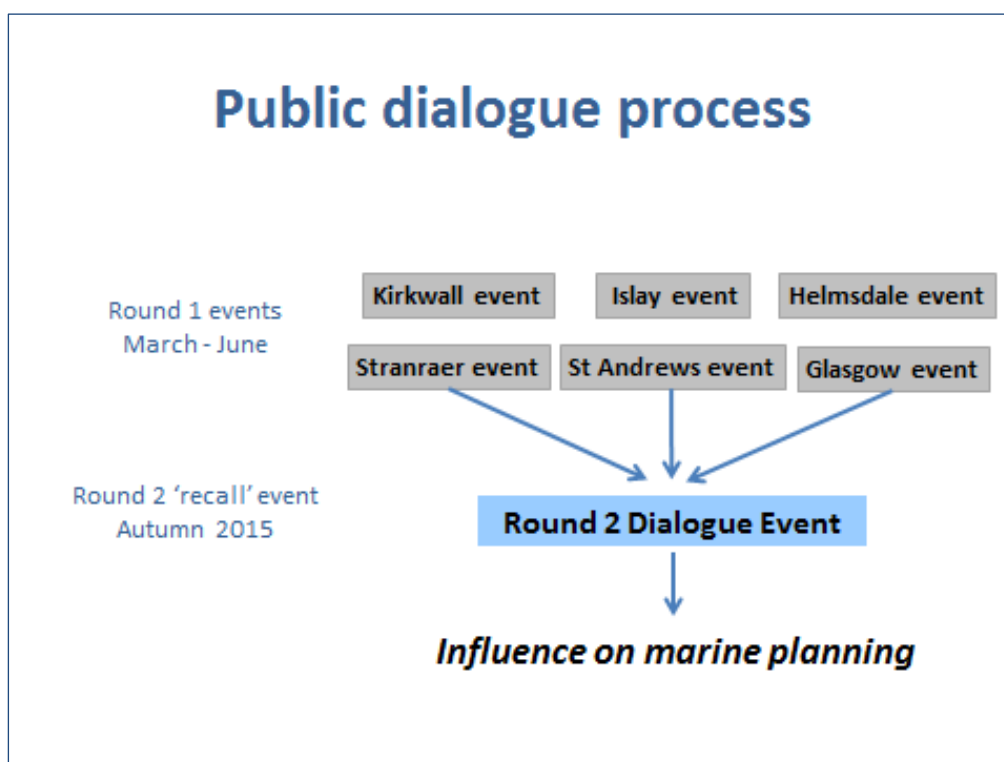 Public dialogue process
Round 1 events
March - June
Kirkwall event
Islay event
Helmsdale event
Stranraer event
St Andrews event
Glasgow event
Round 2 ‘recall’ event
Autumn 2015
Round 2 Dialogue Event
Influence on marine planning